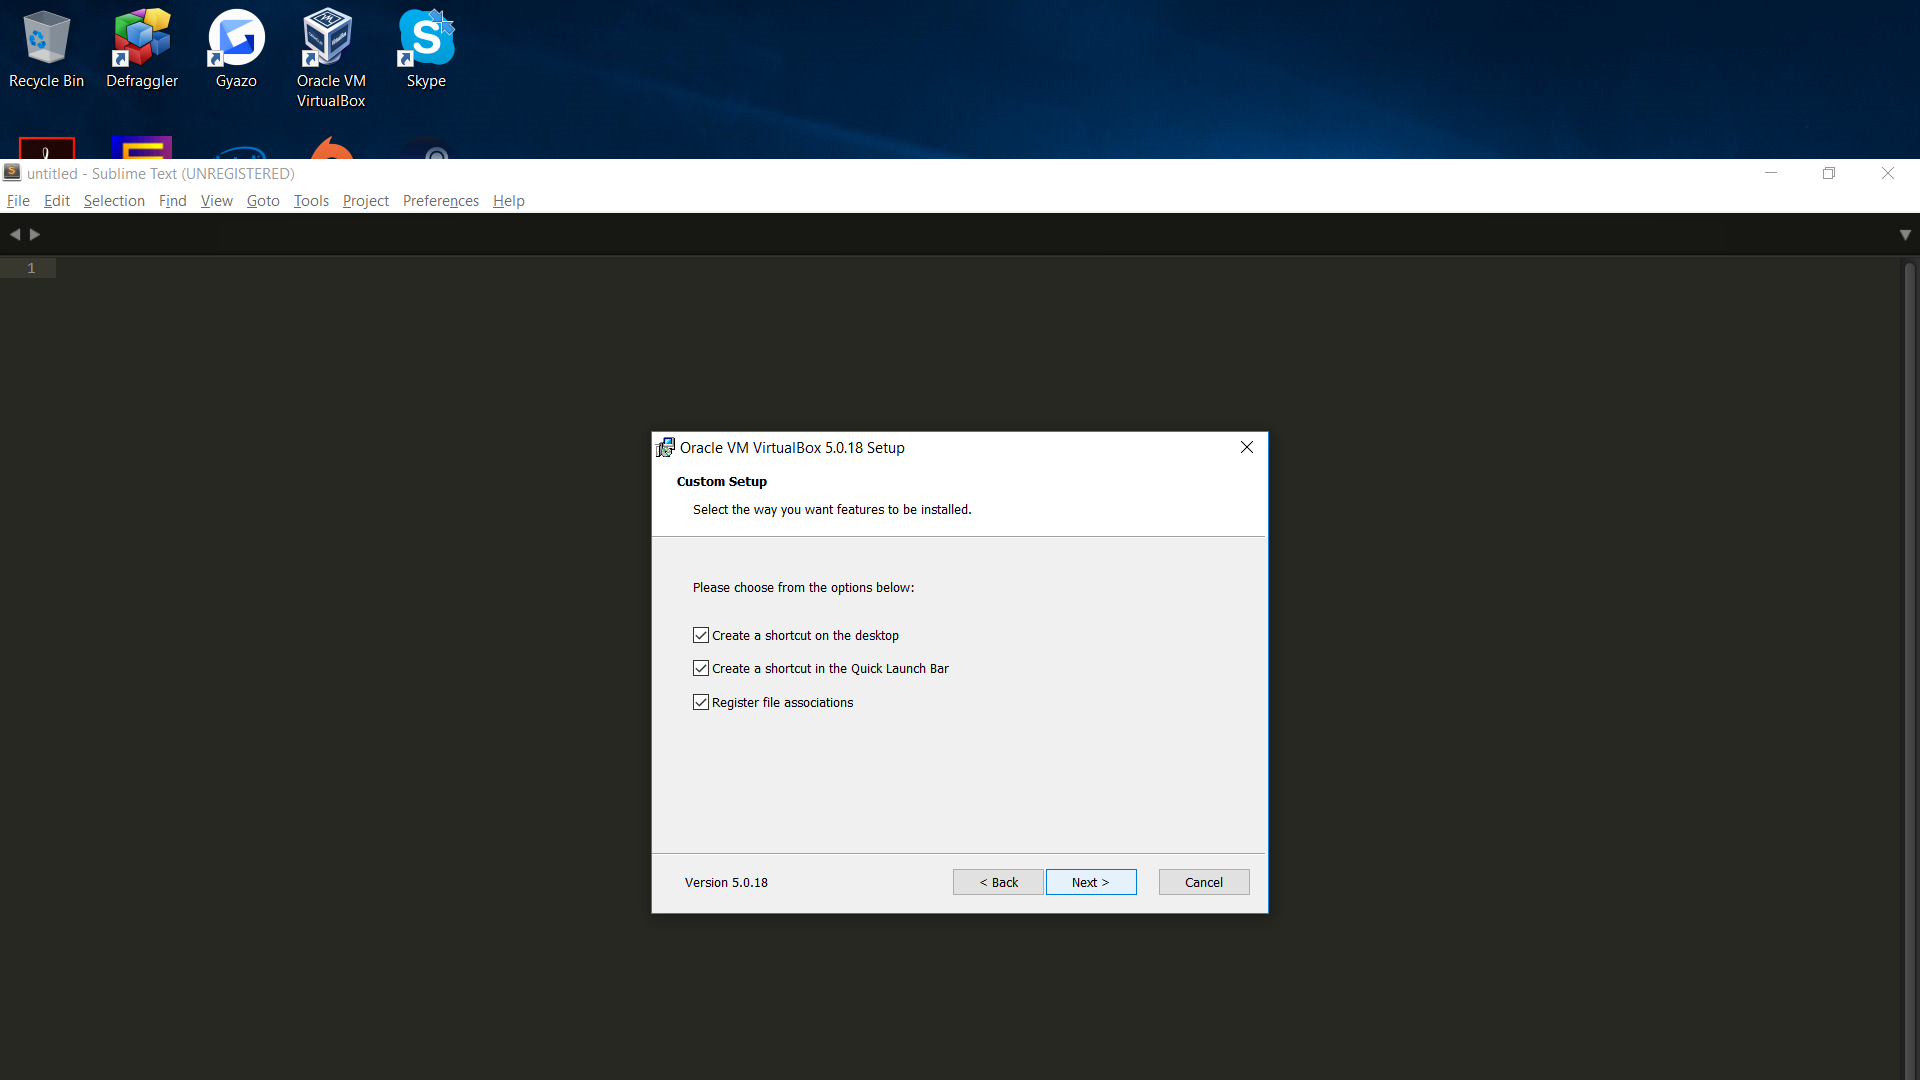 Recycle Bin
Defraggler
Gyazo
Oracle VM
VirtualBox
Skype
untitled - Sublime Text (UNREGISTERED)
File Edit Selection Find View Goto Tools Project Preferences Help
1
Oracle VM VirtualBox 5.0.18 Setup
Custom Setup
Select the way you want features to be installed.
Please choose from the options below:
Create a shortcut on the desktop
Create a shortcut in the Quick Launch Bar
Register file associations
Version 5.0.18
< Back
Next >
Cancel